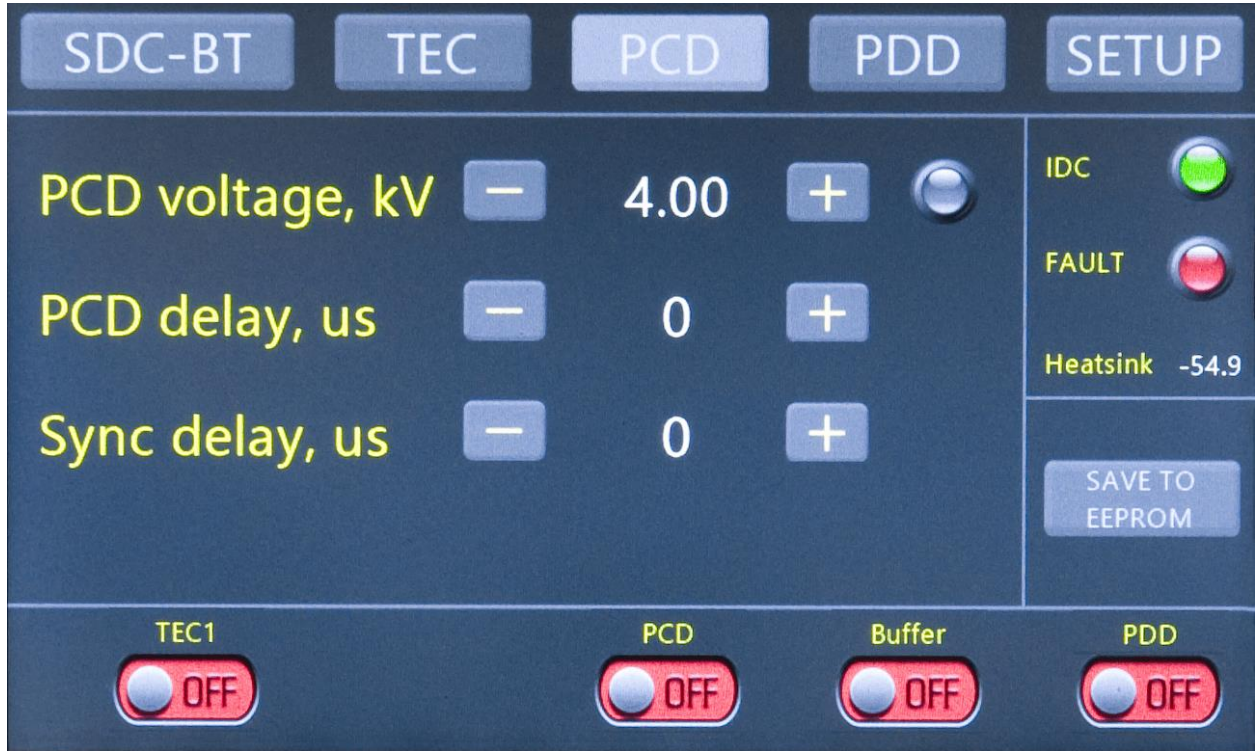 SDC-BT TEC PCD PDD SETUP
PCD voltage, kV − 4.00 +
PCD delay, us − 0 +
Sync delay, us − 0 +
IDC
FAULT
Heatsink -54.9
SAVE TO
EEPROM
TEC1 PCD Buffer PDD
OFF OFF OFF OFF